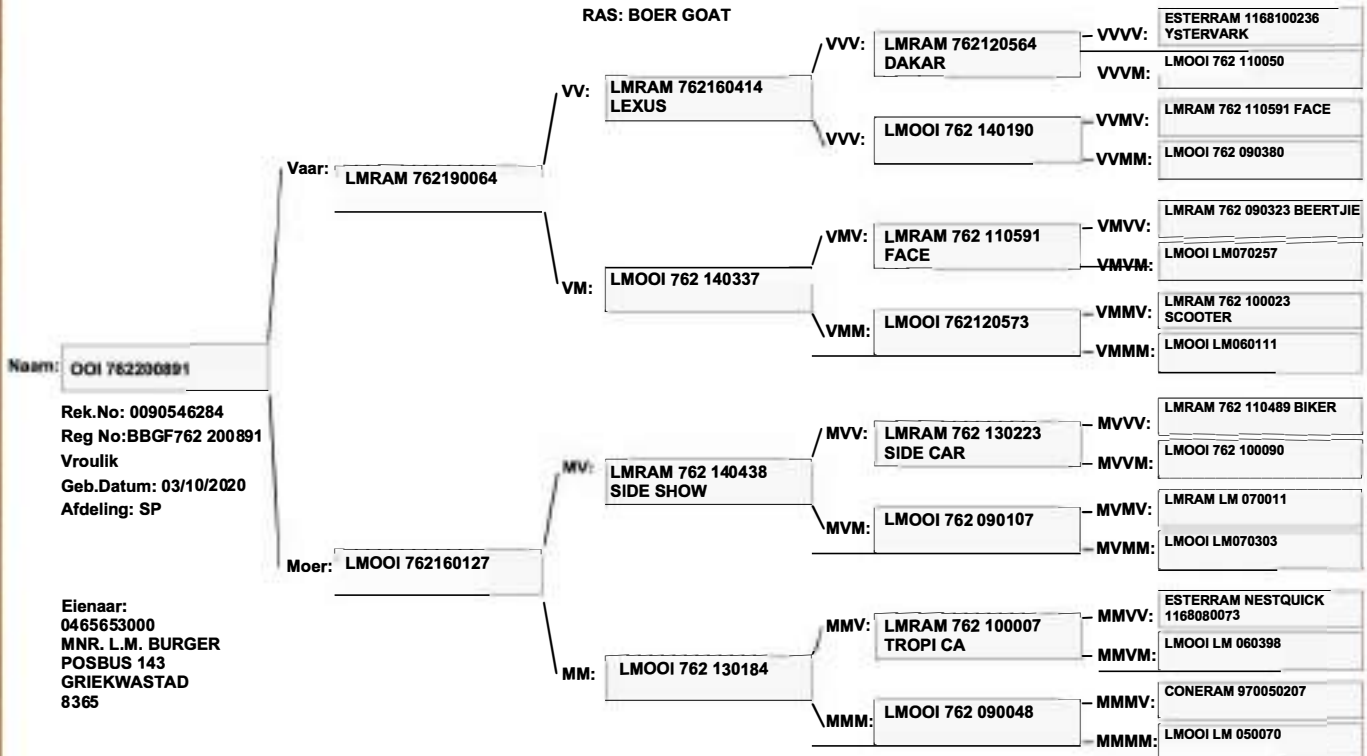 RAS: BOER GOAT
Naam: OOI 762200891
Rek.No: 0090546284
Reg No:BBGF762 200891
Vroulik
Geb.Datum: 03/10/2020
Afdeling: SP
Eienaar:
0465653000
MNR. L.M. BURGER
POSBUS 143
GRIEKWASTAD
8365
Vaar: LMRAM 762190064
Moer: LMOOI 762160127
VV: LMRAM 762160414
LEXUS
VM: LMOOI 762 140337
MV: LMRAM 762 140438
SIDE SHOW
MM: LMOOI 762 130184
VVV: LMRAM 762120564
DAKAR
VVV: LMOOI 762 140190
VMV: LMRAM 762 110591
FACE
VMM: LMOOI 762120573
MVV: LMRAM 762 130223
SIDE CAR
MVM: LMOOI 762 090107
MMV: LMRAM 762 100007
TROPI CA
MMM: LMOOI 762 090048
VVVV: ESTERRAM 1168100236
YSTERVARK
VVVM: LMOOI 762 110050
VVMV: LMRAM 762 110591 FACE
VVMM: LMOOI 762 090380
VMVV: LMRAM 762 090323 BEERTJIE
VMVM: LMOOI LM070257
VMMV: LMRAM 762 100023
SCOOTER
VMMM: LMOOI LM060111
MVVV: LMRAM 762 110489 BIKER
MVVM: LMOOI 762 100090
MVMV: LMRAM LM 070011
MVMM: LMOOI LM070303
MMVV: ESTERRAM NESTQUICK
1168080073
MMVM: LMOOI LM 060398
MMMV: CONERAM 970050207
MMMM: LMOOI LM 050070